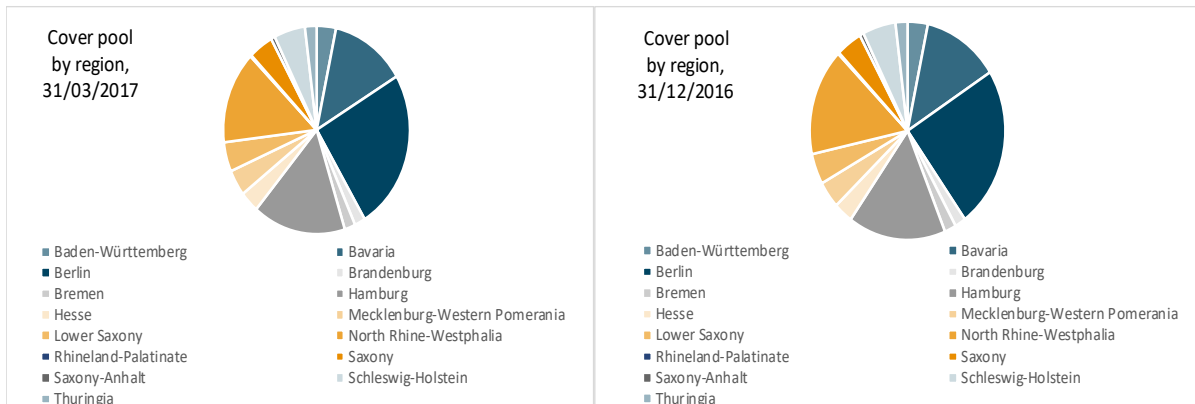 Cover pool
by region,
31/03/2017
Baden-Württemberg
Bavaria
Berlin
Brandenburg
Bremen
Hamburg
Hesse
Mecklenburg-Western Pomerania
Lower Saxony
North Rhine-Westphalia
Rhineland-Palatinate
Saxony
Saxony-Anhalt
Schleswig-Holstein
Thuringia
Cover pool
by region,
31/12/2016
Baden-Württemberg
Bavaria
Berlin
Brandenburg
Bremen
Hamburg
Hesse
Mecklenburg-Western Pomerania
Lower Saxony
North Rhine-Westphalia
Rhineland-Palatinate
Saxony
Saxony-Anhalt
Schleswig-Holstein
Thuringia